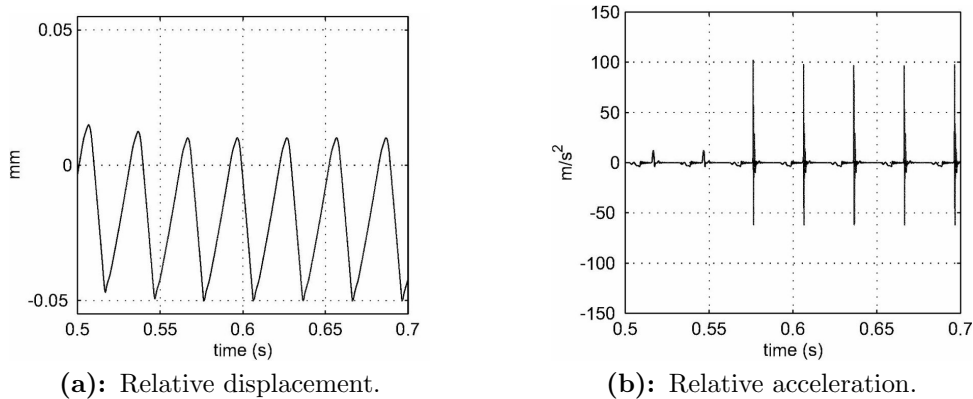 0.05
0
-0.05
mm
0.5 0.55 0.6 0.65 0.7
time (s)
(a): Relative displacement.
150
100
50
0
-50
-100
-150
m/s²
0.5 0.55 0.6 0.65 0.7
time (s)
(b): Relative acceleration.